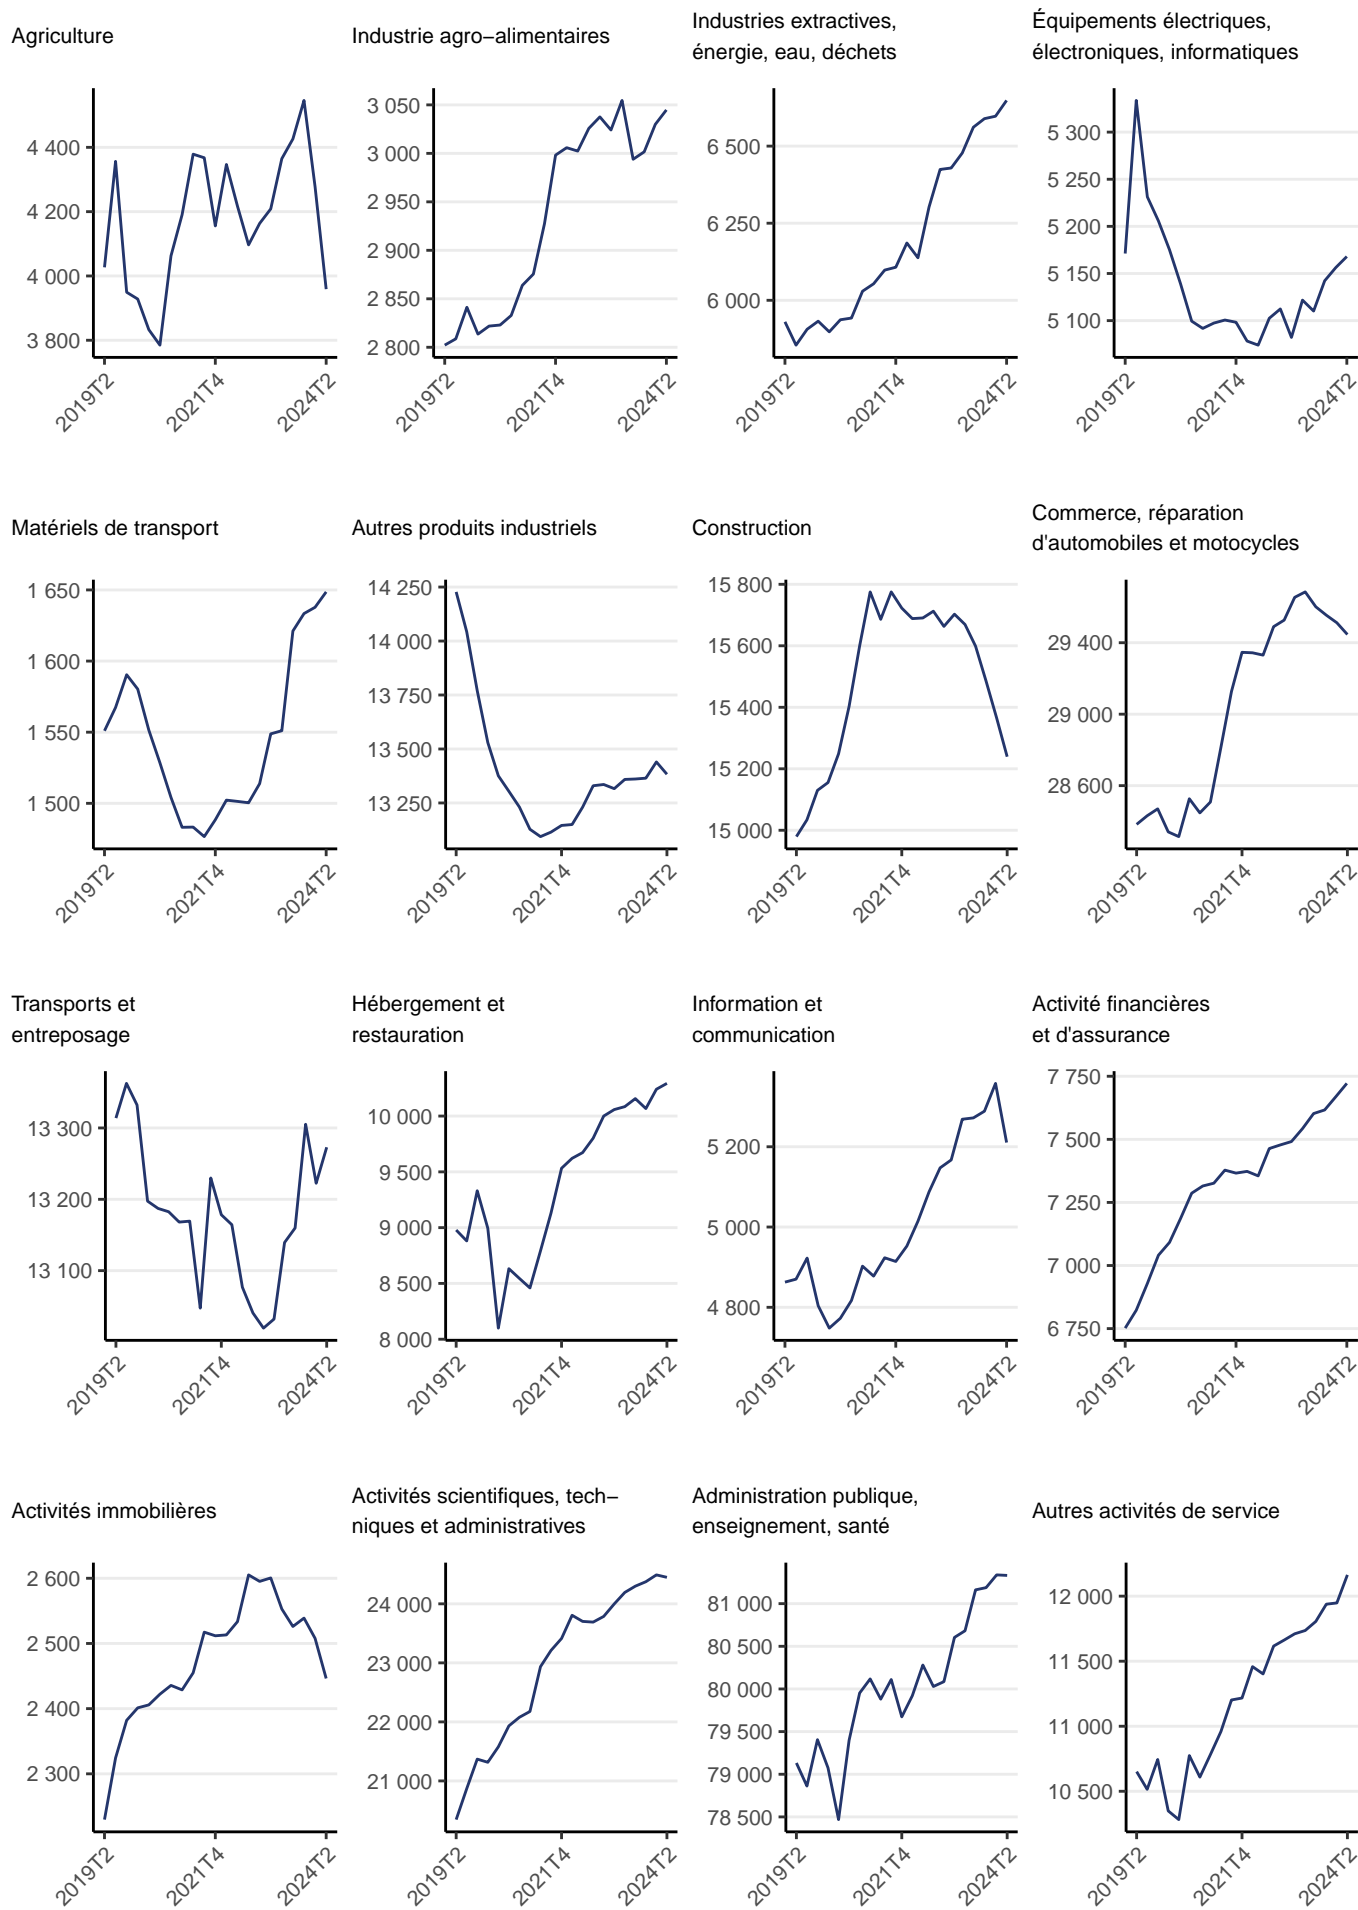 Agriculture
4 400
4 200
4 000
3 800
2019T2
2021T4
2024T2
Industrie agro−alimentaires
3 050
3 000
2 950
2 900
2 850
2 800
2019T2
2021T4
2024T2
Industries extractives,
énergie, eau, déchets
6 500
6 250
6 000
2019T2
2021T4
2024T2
Équipements électriques,
électroniques, informatiques
5 300
5 250
5 200
5 150
5 100
2019T2
2021T4
2024T2
Matériels de transport
1 650
1 600
1 550
1 500
2019T2
2021T4
2024T2
Autres produits industriels
14 250
14 000
13 750
13 500
13 250
2019T2
2021T4
2024T2
Construction
15 800
15 600
15 400
15 200
15 000
2019T2
2021T4
2024T2
Commerce, réparation
d'automobiles et motocycles
29 400
29 000
28 600
2019T2
2021T4
2024T2
Transports et
entreposage
13 300
13 200
13 100
2019T2
2021T4
2024T2
Hébergement et
restauration
10 000
9 500
9 000
8 500
8 000
2019T2
2021T4
2024T2
Information et
communication
5 200
5 000
4 800
2019T2
2021T4
2024T2
Activité financières
et d'assurance
7 750
7 500
7 250
7 000
6 750
2019T2
2021T4
2024T2
Activités immobilières
2 600
2 500
2 400
2 300
2019T2
2021T4
2024T2
Activités scientifiques, tech−
niques et administratives
24 000
23 000
22 000
21 000
2019T2
2021T4
2024T2
Administration publique,
enseignement, santé
81 000
80 500
80 000
79 500
79 000
78 500
2019T2
2021T4
2024T2
Autres activités de service
12 000
11 500
11 000
10 500
2019T2
2021T4
2024T2